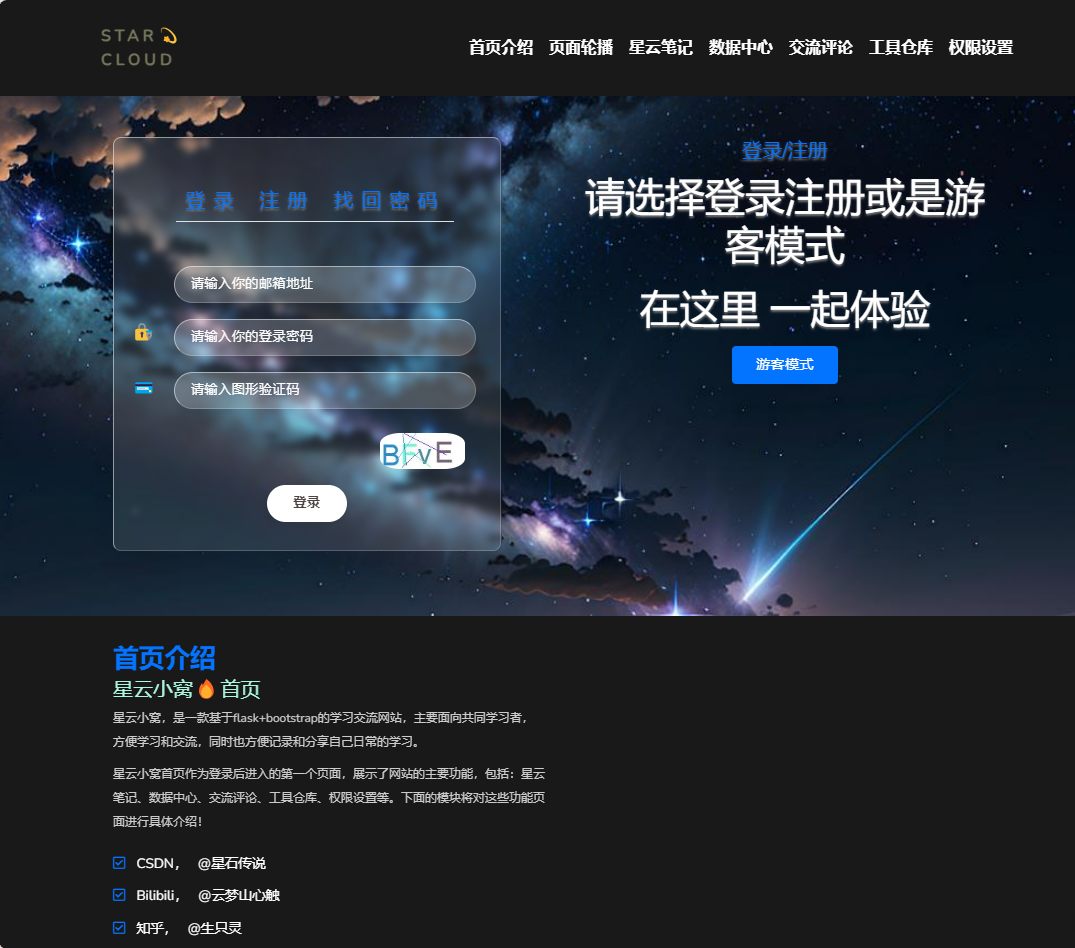 STAR
CLOUD
首页介绍 页面轮播 星云笔记 数据中心 交流评论 工具仓库 权限设置
登录 注册 找回密码
请输入你的邮箱地址
请输入你的登录密码
请输入图形验证码
BFvE
登录
登录/注册
请选择登录注册或是游
客模式
在这里 一起体验
游客模式
首页介绍
星云小窝🔥首页
星云小窝，是一款基于flask+bootstrap的学习交流网站，主要面向共同学习者，
方便学习和交流，同时也方便记录和分享自己日常的学习。
星云小窝首页作为登录后进入的第一个页面，展示了网站的主要功能，包括：星云
笔记、数据中心、交流评论、工具仓库、权限设置等。下面的模块将对这些功能页
面进行具体介绍！
CSDN， @星石传说
Bilibili， @云梦山心触
知乎， @生只灵